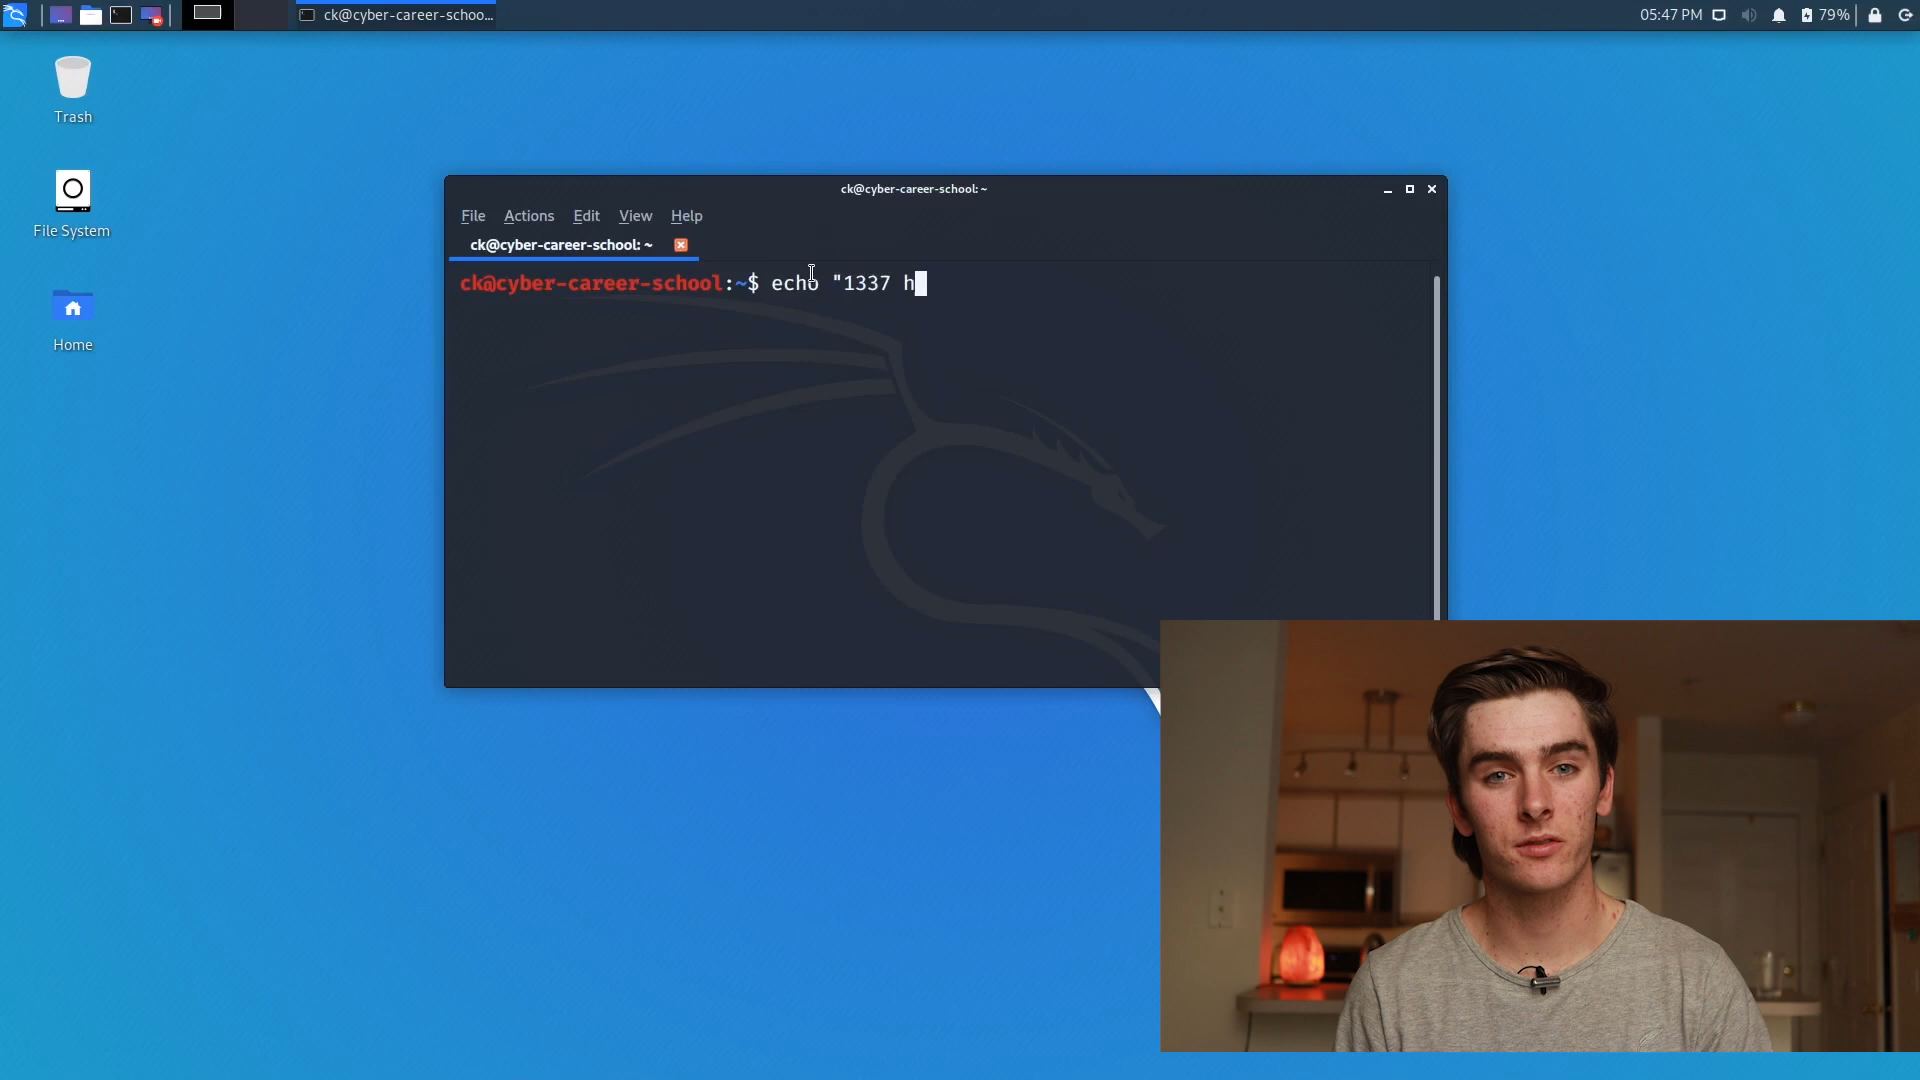 ck@cyber-career-schoo...
05:47 PM
79%
Trash
File System
Home
ck@cyber-career-school: ~
File Actions Edit View Help
ck@cyber-career-school: ~
ck@cyber-career-school:~$ echo "1337 h